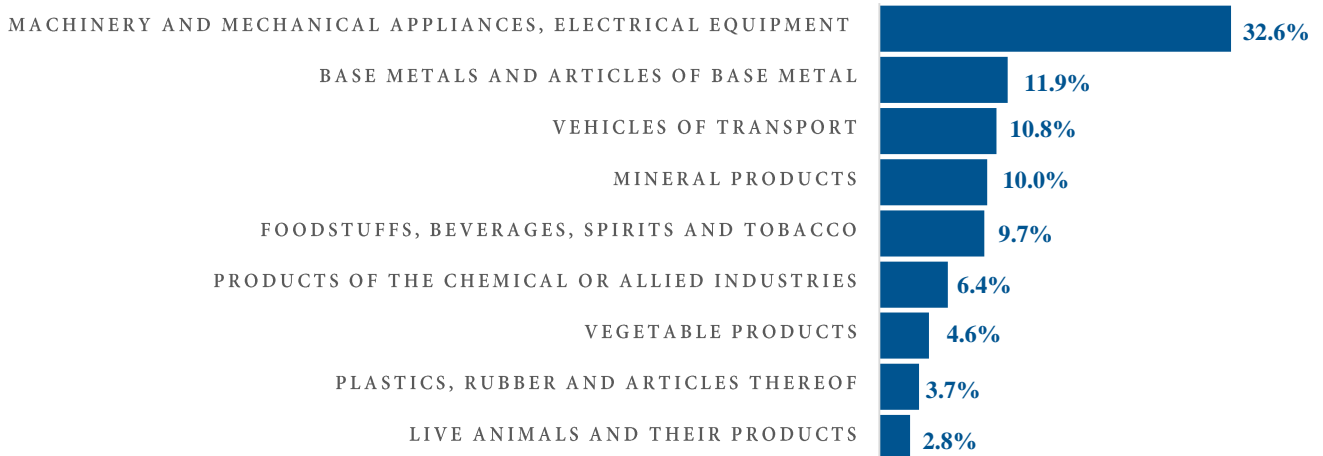 MACHINERY AND MECHANICAL APPLIANCES, ELECTRICAL EQUIPMENT 32.6%
BASE METALS AND ARTICLES OF BASE METAL 11.9%
VEHICLES OF TRANSPORT 10.8%
MINERAL PRODUCTS 10.0%
FOODSTUFFS, BEVERAGES, SPIRITS AND TOBACCO 9.7%
PRODUCTS OF THE CHEMICAL OR ALLIED INDUSTRIES 6.4%
VEGETABLE PRODUCTS 4.6%
PLASTICS, RUBBER AND ARTICLES THEREOF 3.7%
LIVE ANIMALS AND THEIR PRODUCTS 2.8%